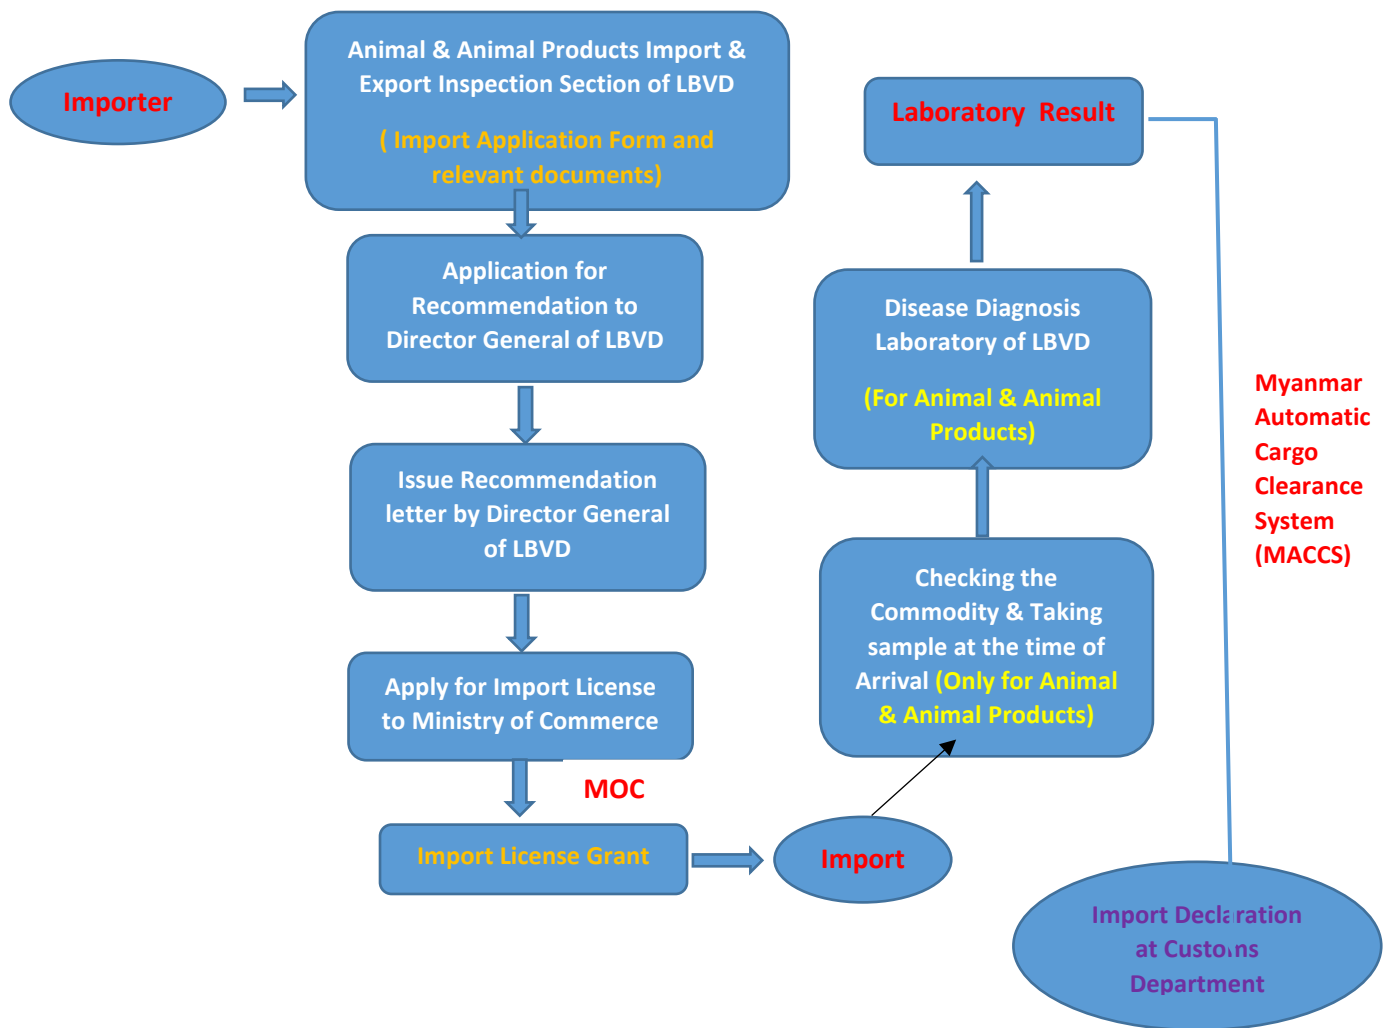 Importer
Animal & Animal Products Import &
Export Inspection Section of LBVD
( Import Application Form and
relevant documents)
Application for
Recommendation to
Director General of LBVD
Issue Recommendation
letter by Director General
of LBVD
Apply for Import License
to Ministry of Commerce
MOC
Import License Grant
Import
Checking the
Commodity & Taking
sample at the time of
Arrival (Only for Animal
& Animal Products)
Disease Diagnosis
Laboratory of LBVD
(For Animal & Animal
Products)
Laboratory Result
Myanmar
Automatic
Cargo
Clearance
System
(MACCS)
Import Declaration
at Customs
Department